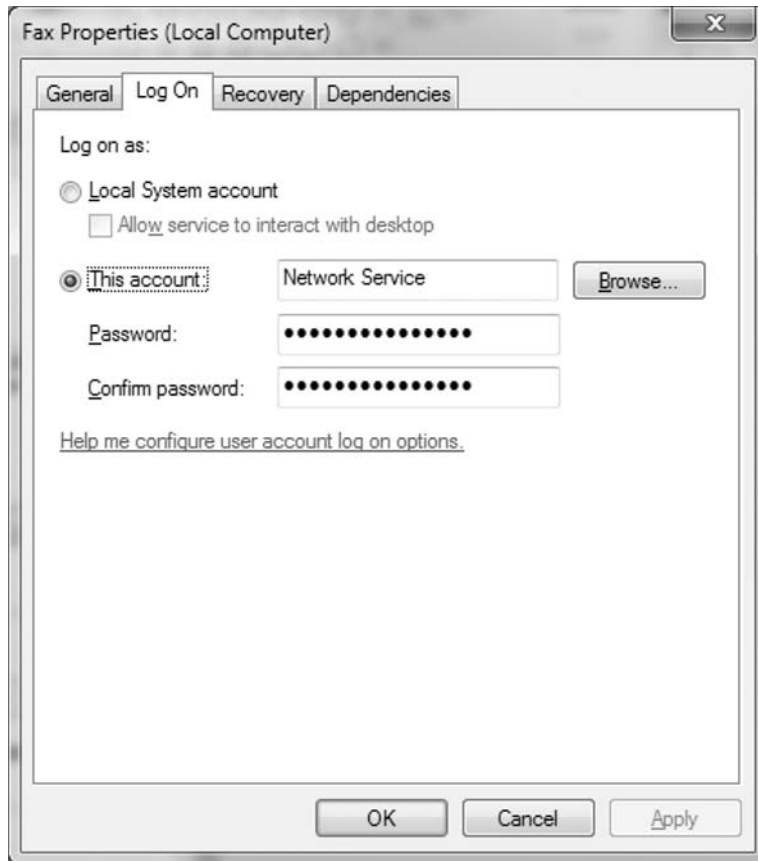 Fax Properties (Local Computer)
General Log On Recovery Dependencies
Log on as:
Local System account
Allow service to interact with desktop
This account: Network Service Browse...
Password: •••••••••••••••
Confirm password: •••••••••••••••
Help me configure user account log on options.
OK Cancel Apply